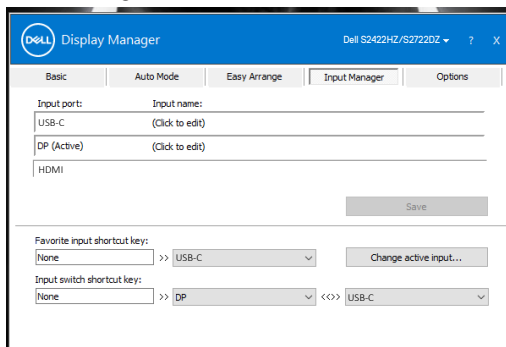 DELL Display Manager Dell S2422HZ/S2722DZ ? X
Basic Auto Mode Easy Arrange Input Manager Options
Input port: Input name:
USB-C (Click to edit)
DP (Active) (Click to edit)
HDMI
Save
Favorite input shortcut key:
None >> USB-C Change active input...
Input switch shortcut key:
None >> DP <<>> USB-C